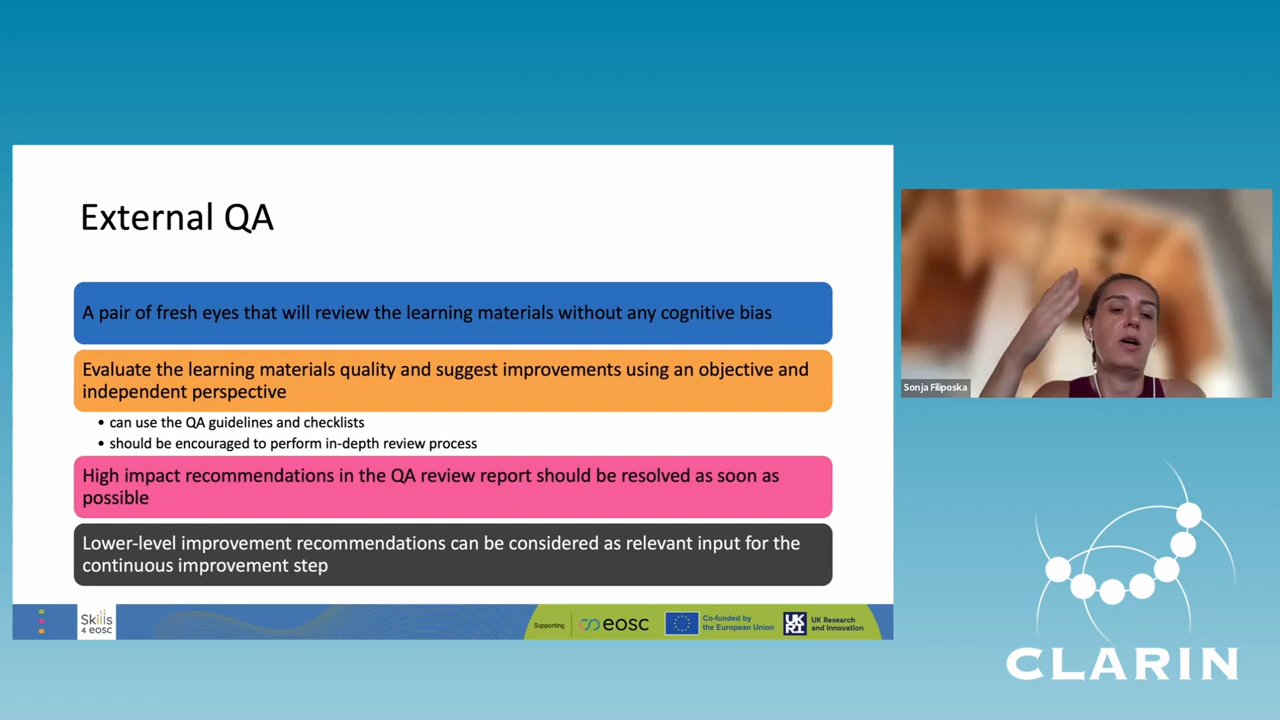 External QA
A pair of fresh eyes that will review the learning materials without any cognitive bias
Evaluate the learning materials quality and suggest improvements using an objective and
independent perspective
• can use the QA guidelines and checklists
• should be encouraged to perform in-depth review process
High impact recommendations in the QA review report should be resolved as soon as
possible
Lower-level improvement recommendations can be considered as relevant input for the
continuous improvement step
Skills
4 eosc
Supporting
eosc
Co-funded by
the European Union
UK
RI
UK Research
and Innovation
Sonja Filiposka
CLARIN